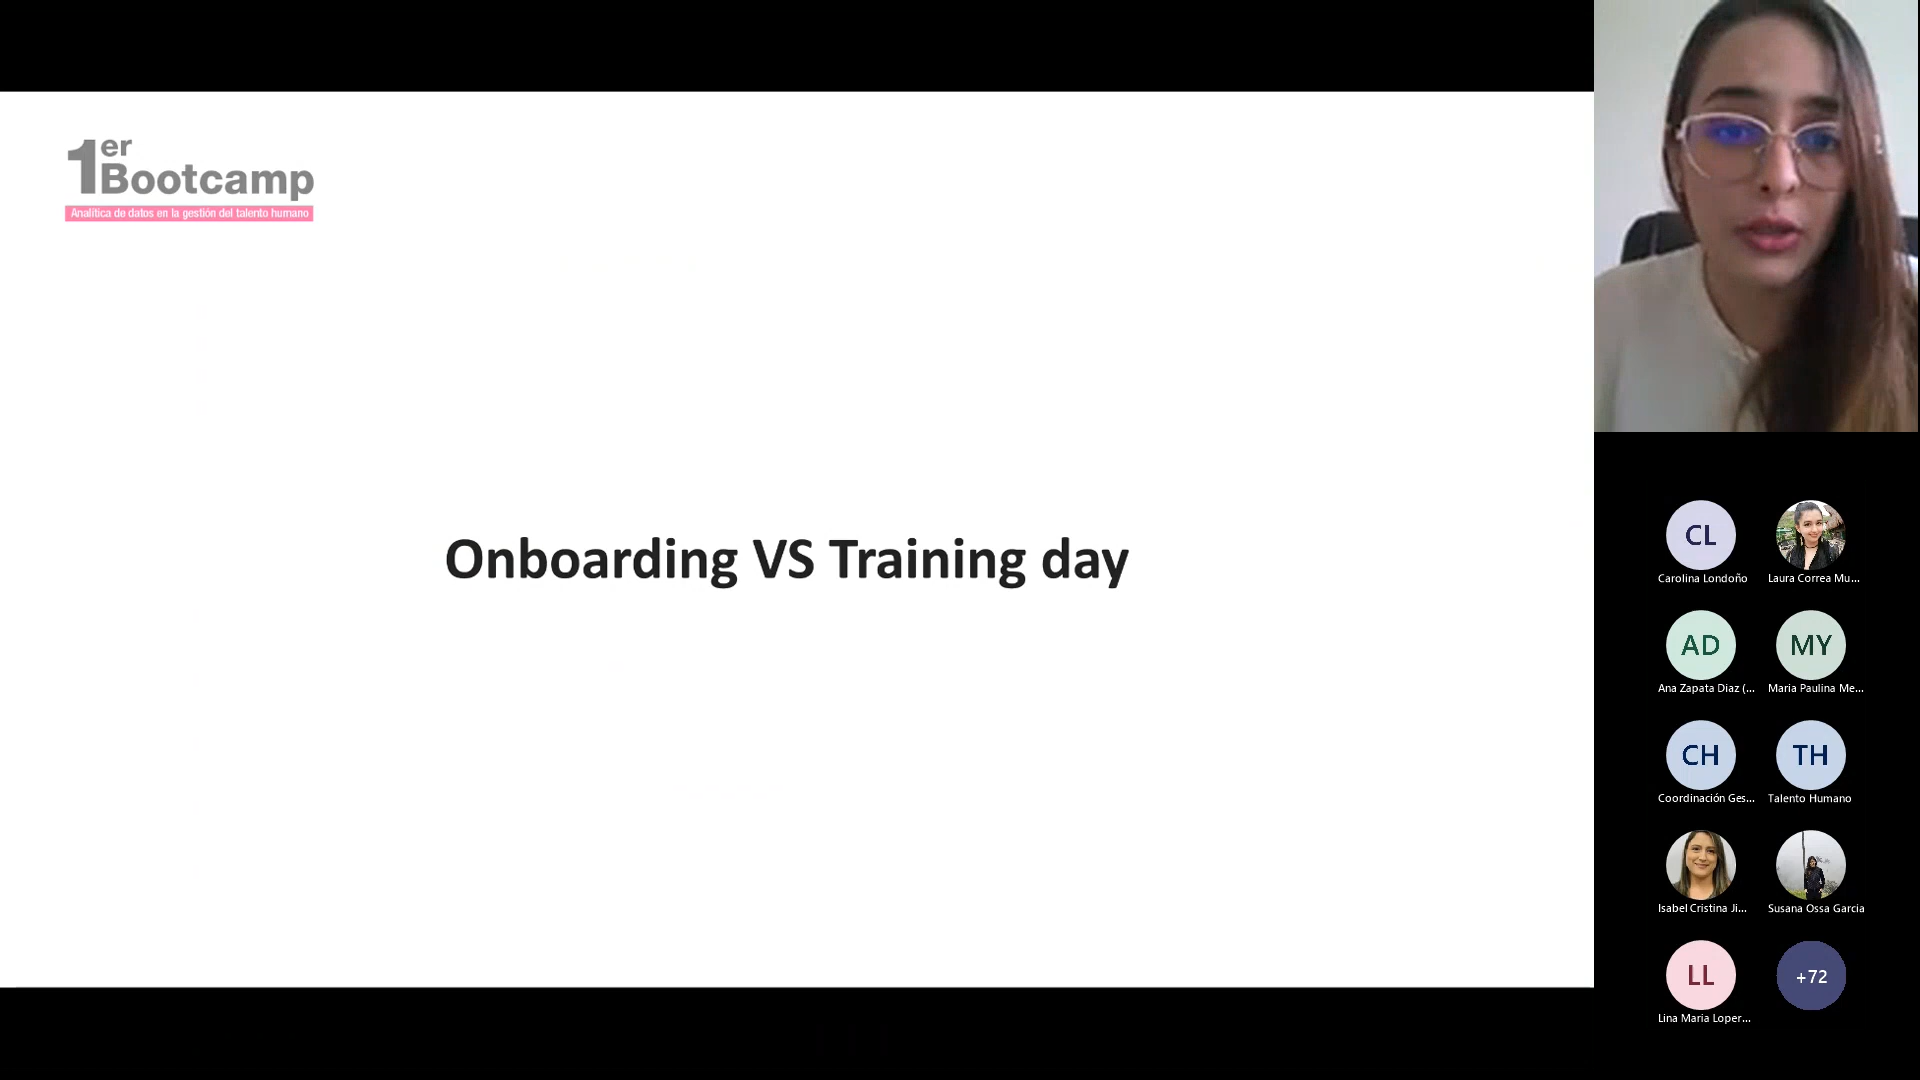 1er
Bootcamp
Analítica de datos en la gestión del talento humano
Onboarding VS Training day
CL
Carolina Londoño
Laura Correa Mu...
AD
Ana Zapata Diaz (...
MY
Maria Paulina Me...
CH
Coordinación Ges...
TH
Talento Humano
Isabel Cristina Ji...
Susana Ossa Garcia
LL
Lina Maria Loper...
+72